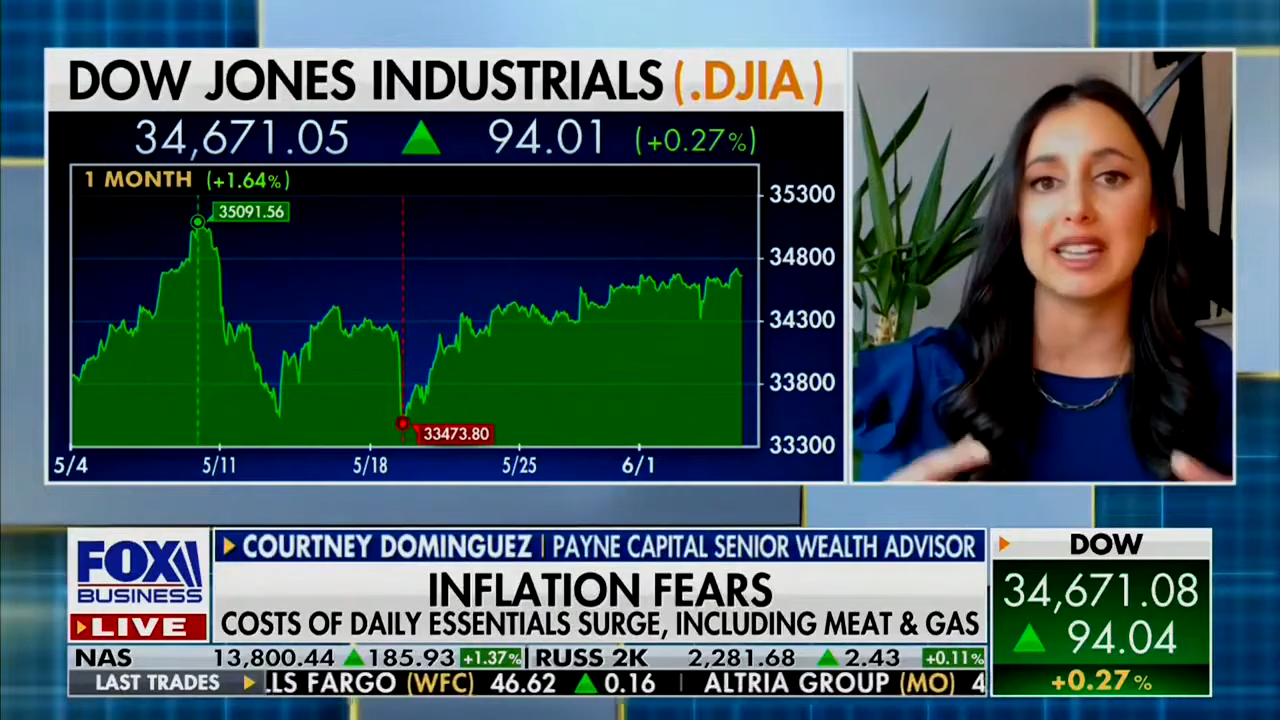 DOW JONES INDUSTRIALS (.DJIA)
34,671.05 ▲ 94.01 (+0.27%)
1 MONTH (+1.64%)
35091.56
33473.80
35300
34800
34300
33800
33300
5/4 5/11 5/18 5/25 6/1
FOX BUSINESS
LIVE
COURTNEY DOMINGUEZ | PAYNE CAPITAL SENIOR WEALTH ADVISOR
INFLATION FEARS
COSTS OF DAILY ESSENTIALS SURGE, INCLUDING MEAT & GAS
DOW
34,671.08
▲ 94.04
+0.27%
NAS 13,800.44 ▲ 185.93 +1.37% RUSS 2K 2,281.68 ▲ 2.43 +0.11%
LAST TRADES LLS FARGO (WFC) 46.62 ▲ 0.16 | ALTRIA GROUP (MO) 4